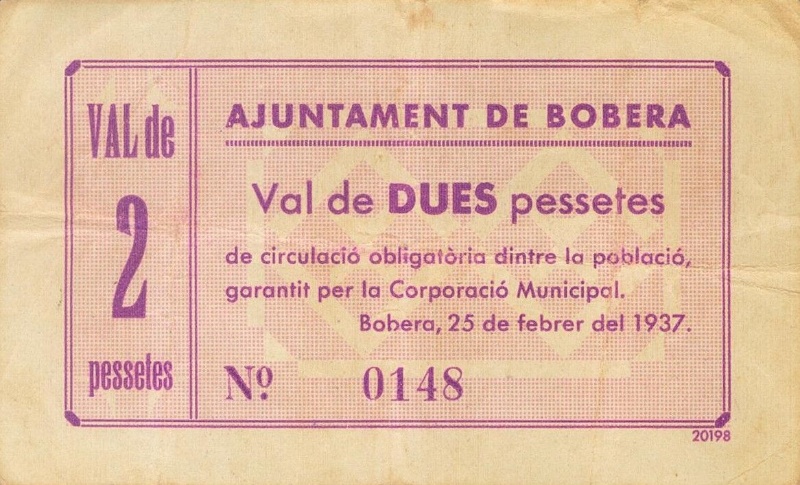 VAL de
2
pessetes
AJUNTAMENT DE BOBERA
Val de DUES pessetes
de circulació obligatòria dintre la població,
garantit per la Corporació Municipal.
Bobera, 25 de febrer del 1937.
Nº. 0148
20198